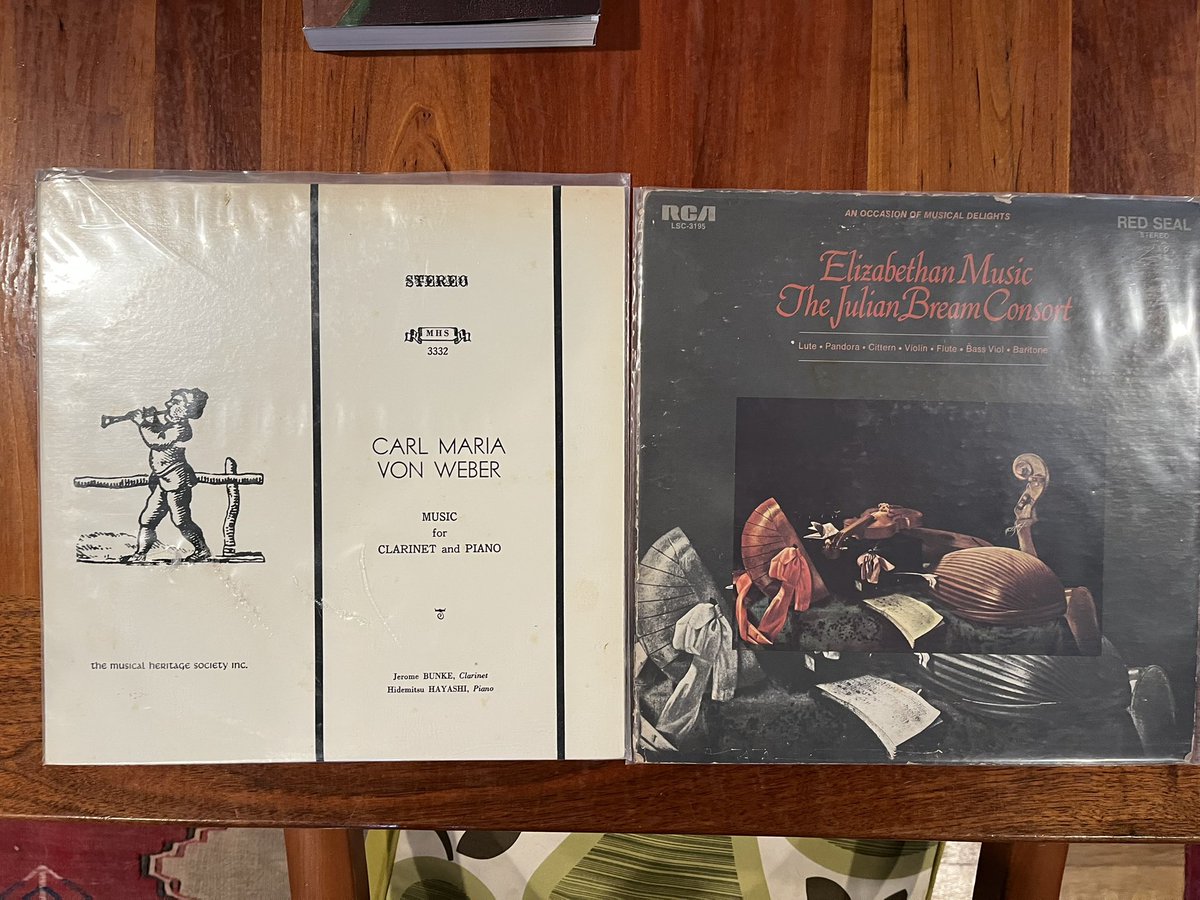 STEREO
MHS
3332
CARL MARIA
VON WEBER
MUSIC
for
CLARINET and PIANO
Jerome BUNKE, Clarinet
Hidemitsu HAYASHI, Piano
the musical heritage society inc.
RCA
LSC-3195
AN OCCASION OF MUSICAL DELIGHTS
RED SEAL
STEREO
Elizabethan Music
The Julian Bream Consort
Lute • Pandora • Cittern • Violin • Flute • Bass Viol • Baritone